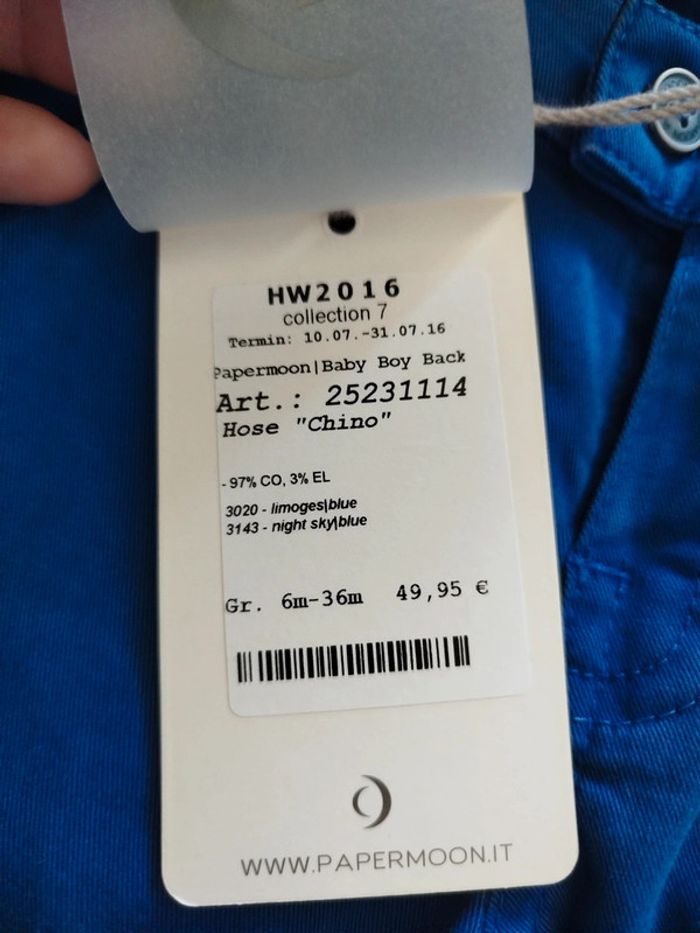 HW2016
collection 7
Termin: 10.07.-31.07.16
Papermoon|Baby Boy Back
Art.: 25231114
Hose "Chino"
- 97% CO, 3% EL
3020 - limoges|blue
3143 - night sky|blue
Gr. 6m-36m 49,95 €
WWW.PAPERMOON.IT